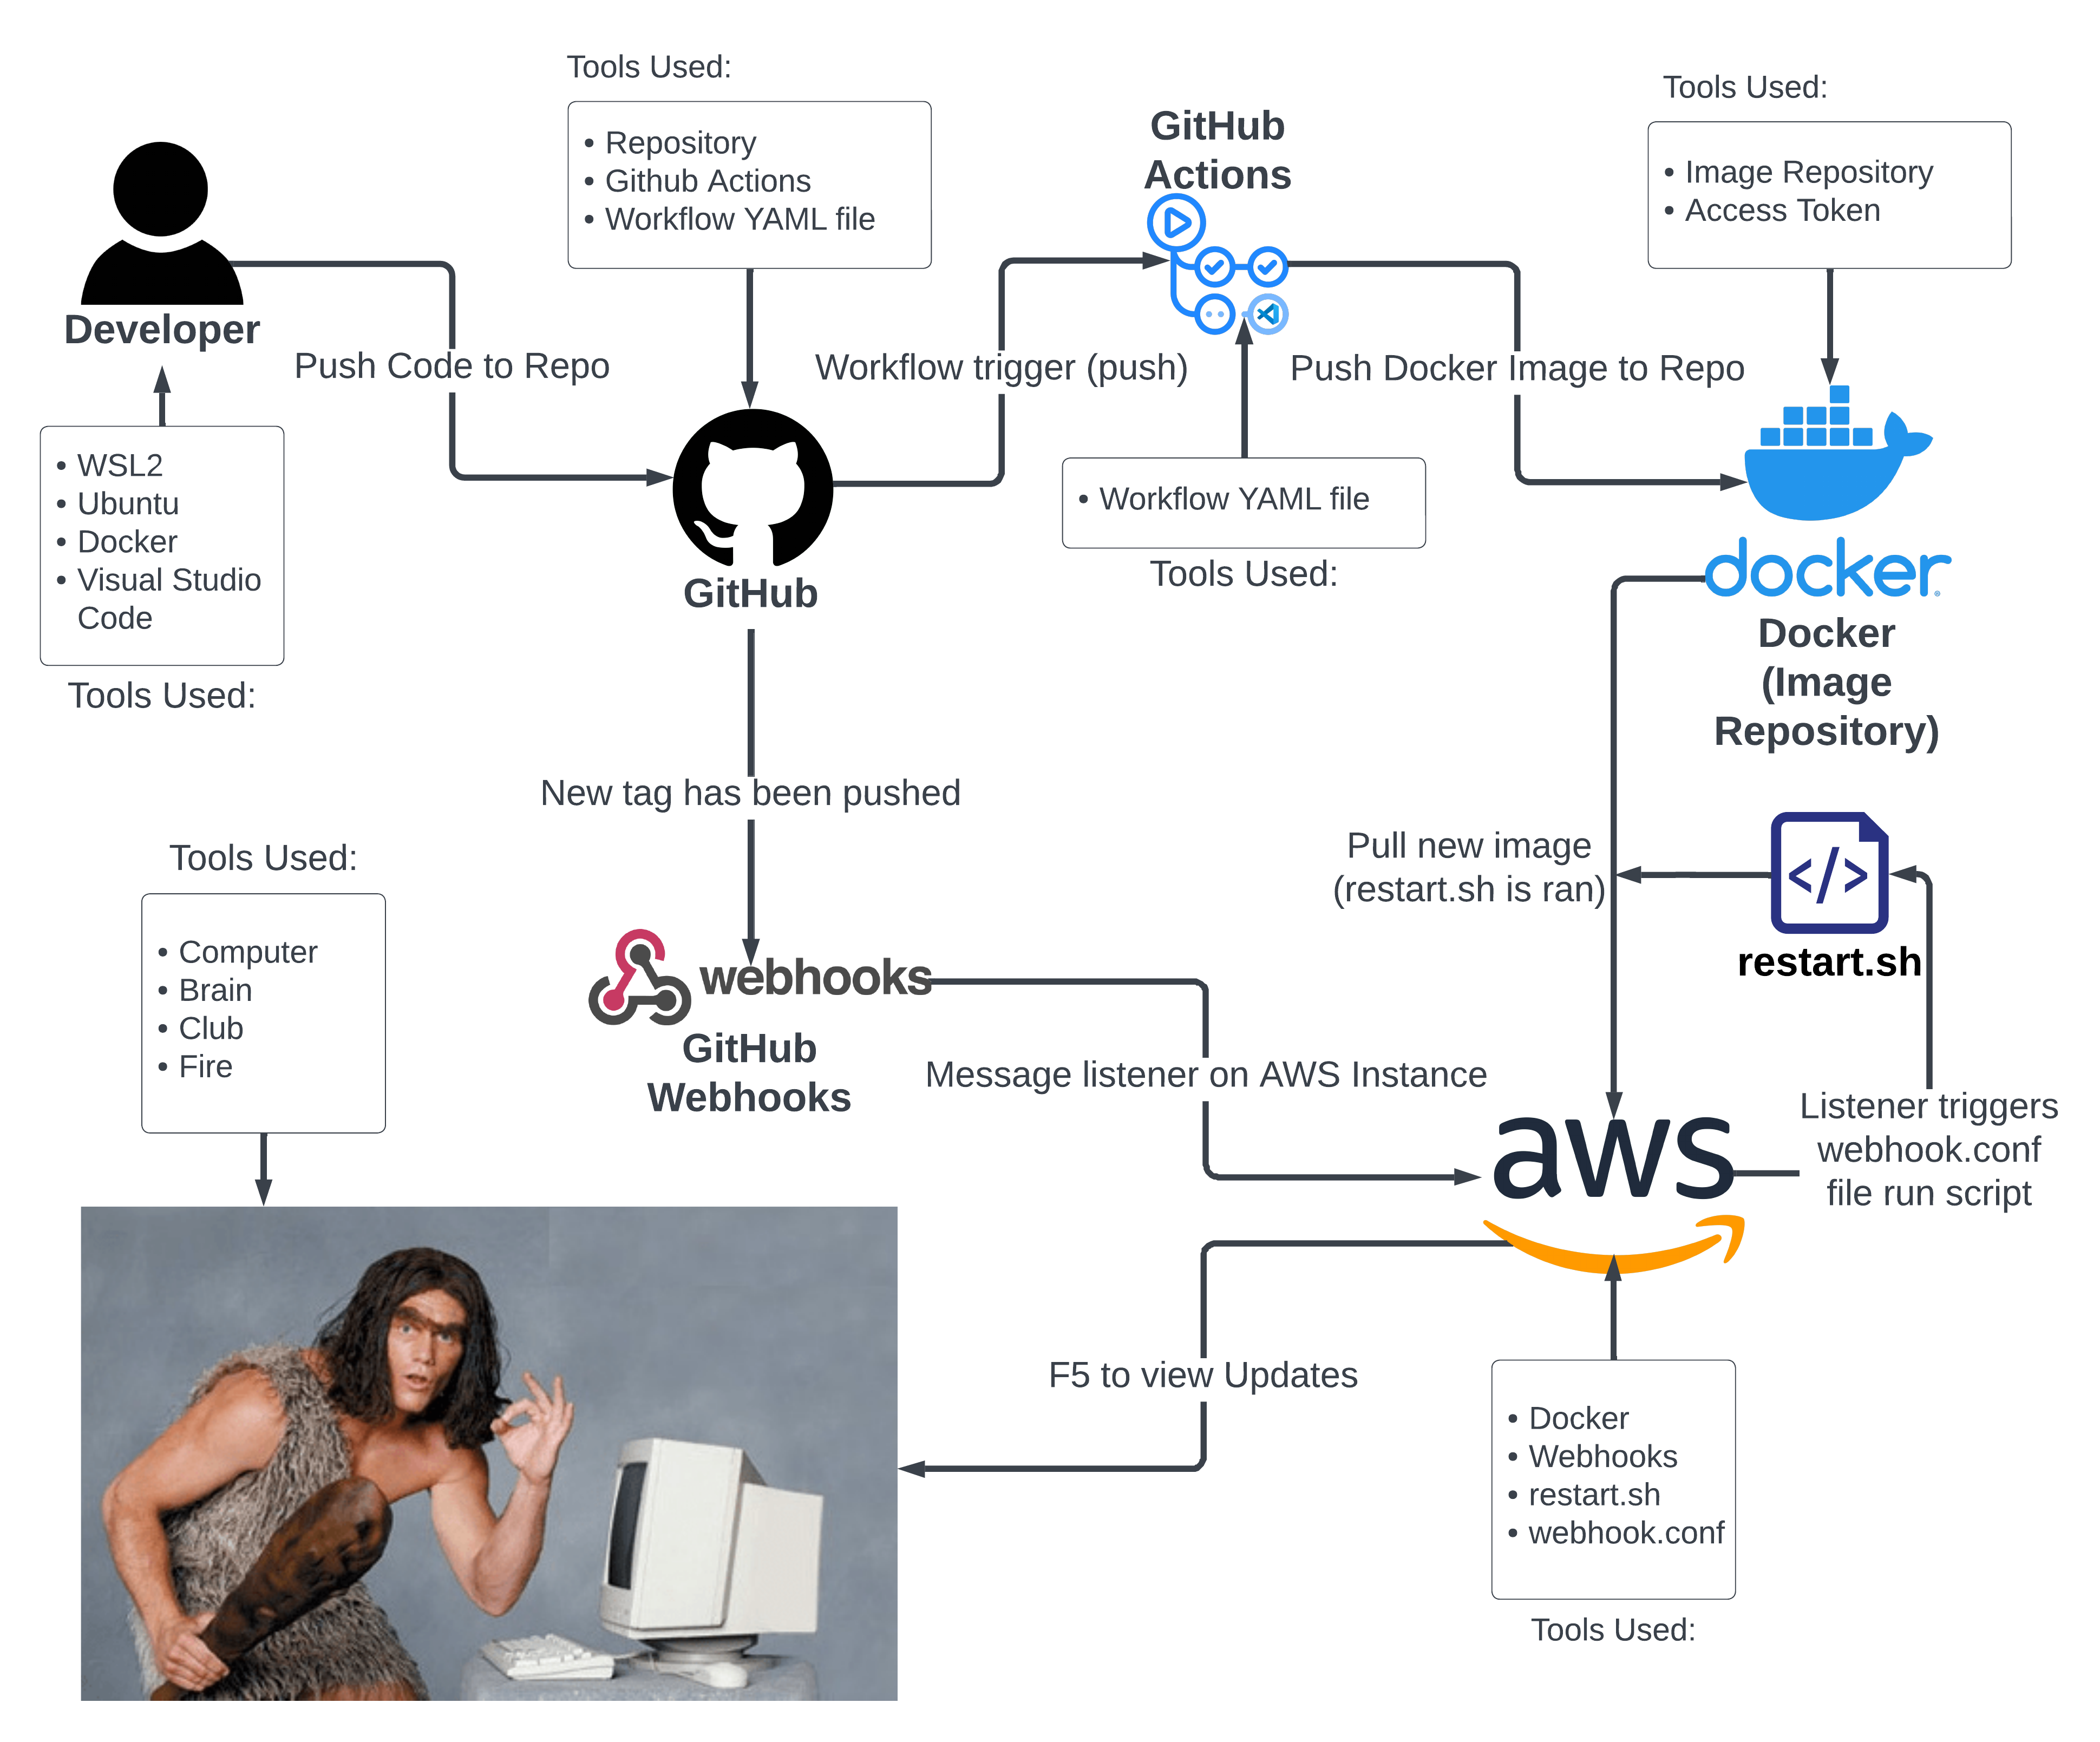 Tools Used:
• Repository
• Github Actions
• Workflow YAML file
GitHub
Actions
Tools Used:
• Image Repository
• Access Token
Developer
Push Code to Repo
Workflow trigger (push)
Push Docker Image to Repo
• WSL2
• Ubuntu
• Docker
• Visual Studio
Code
Tools Used:
GitHub
• Workflow YAML file
Tools Used:
docker
Docker
(Image
Repository)
New tag has been pushed
Pull new image
(restart.sh is ran)
</>
restart.sh
Tools Used:
• Computer
• Brain
• Club
• Fire
webhooks
GitHub
Webhooks
Message listener on AWS Instance
aws
Listener triggers
webhook.conf
file run script
F5 to view Updates
• Docker
• Webhooks
• restart.sh
• webhook.conf
Tools Used: